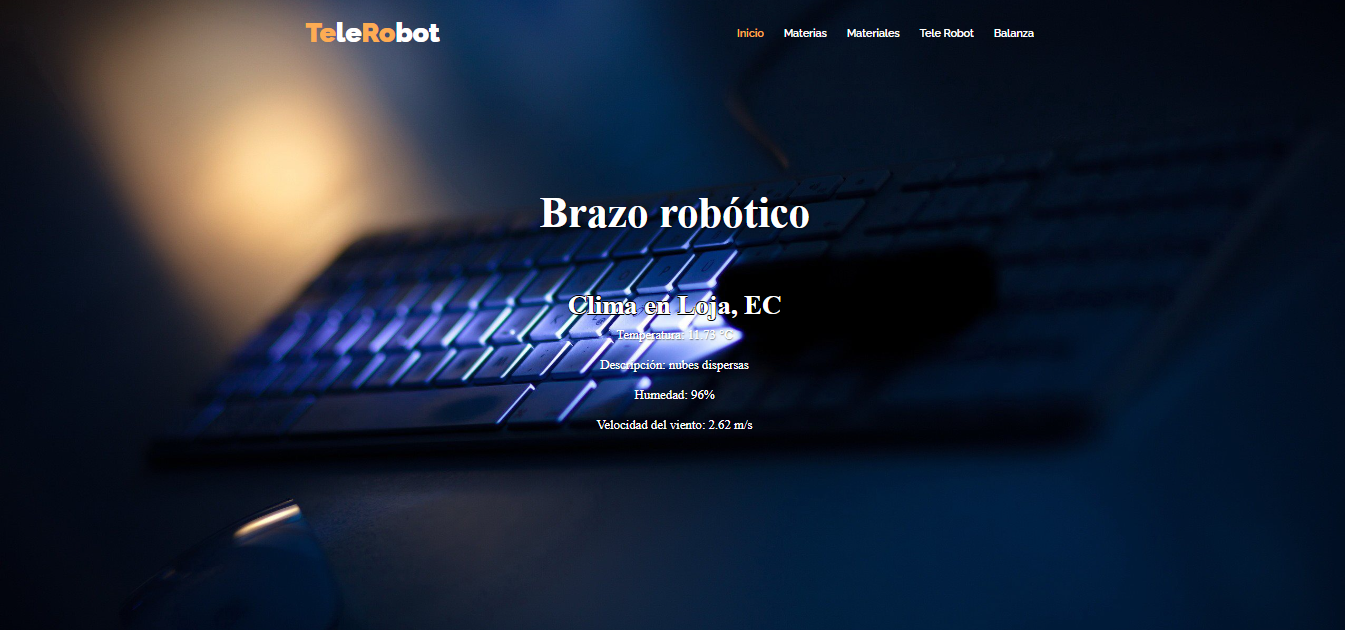 TeleRobot
Inicio Materias Materiales Tele Robot Balanza
Brazo robótico
Clima en Loja, EC
Temperatura: 11.73 °C
Descripción: nubes dispersas
Humedad: 96%
Velocidad del viento: 2.62 m/s